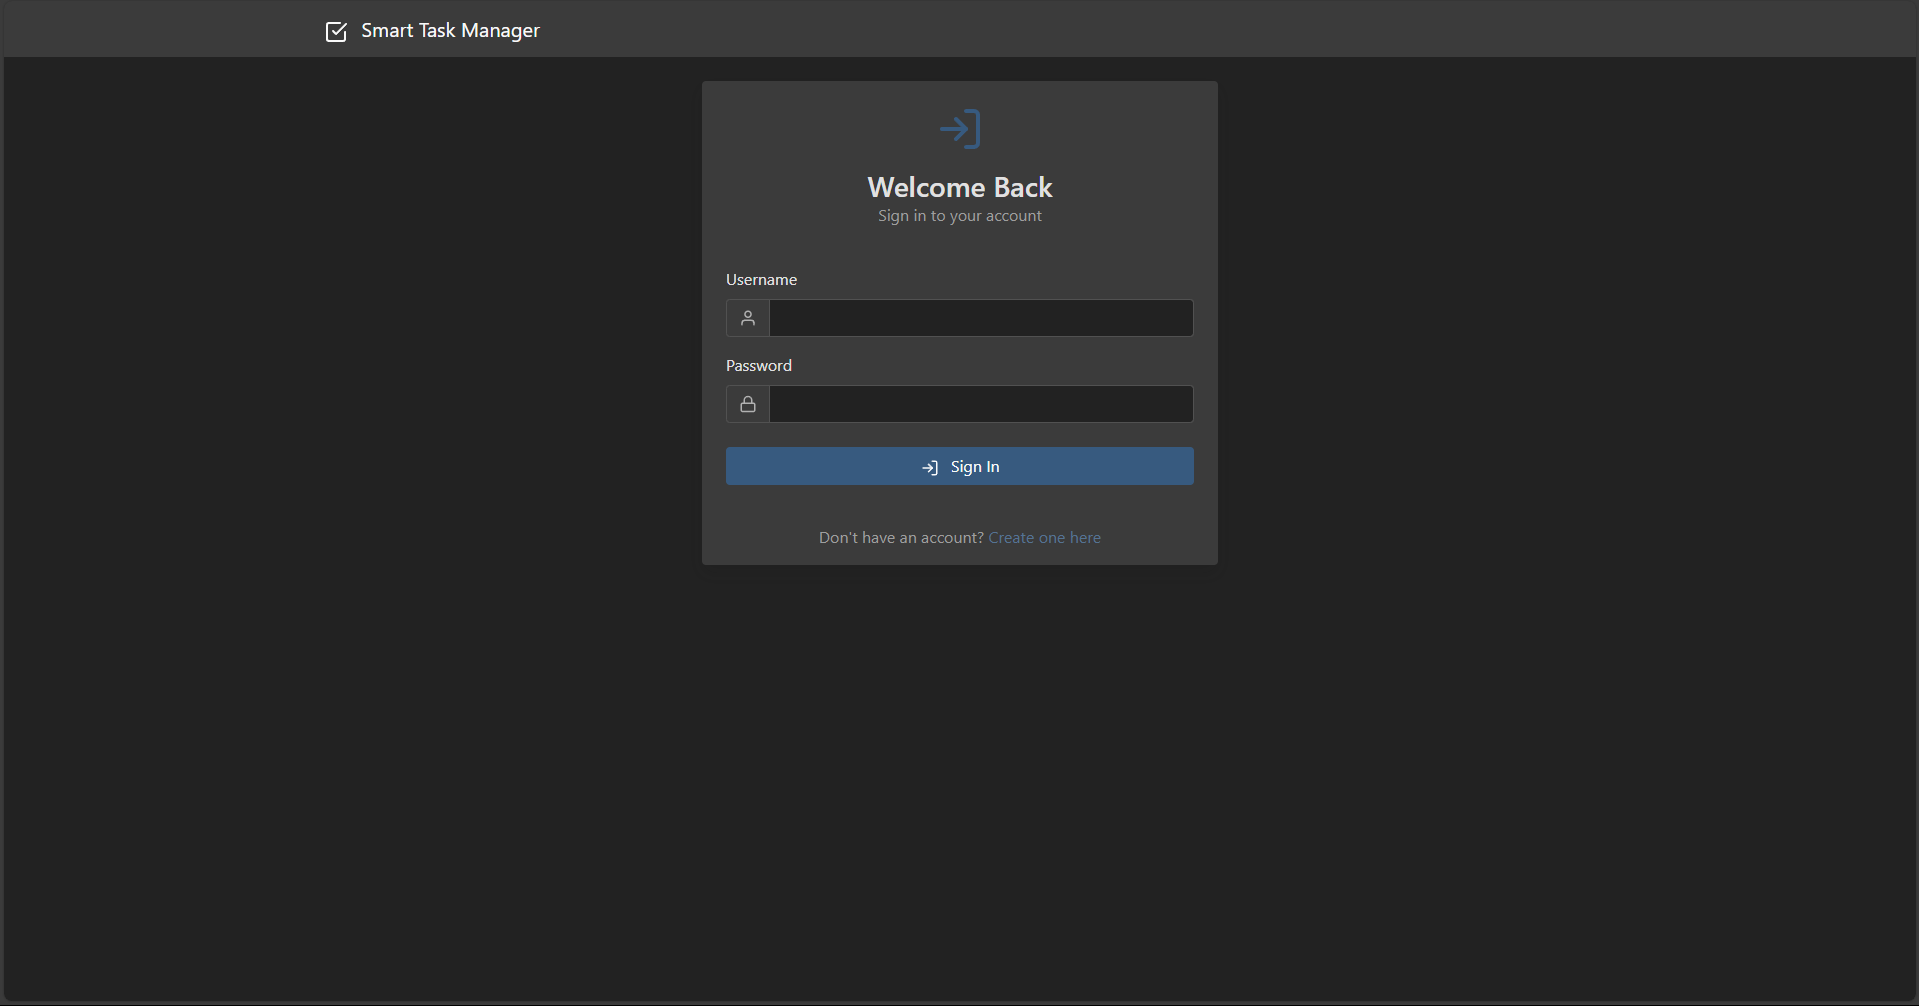 Smart Task Manager
Welcome Back
Sign in to your account
Username
Password
Sign In
Don't have an account? Create one here